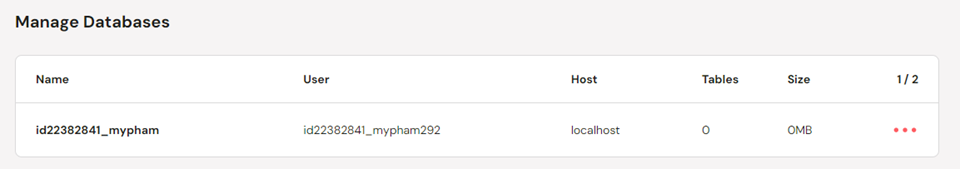 Manage Databases
Name User Host Tables Size 1 / 2
id22382841_mypham id22382841_mypham292 localhost 0 0MB